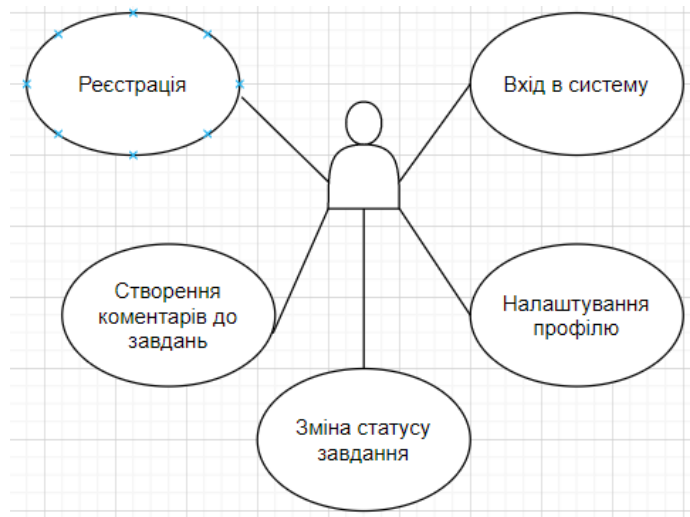 Реєстрація
Вхід в систему
Створення
коментарів до
завдань
Налаштування
профілю
Зміна статусу
завдання